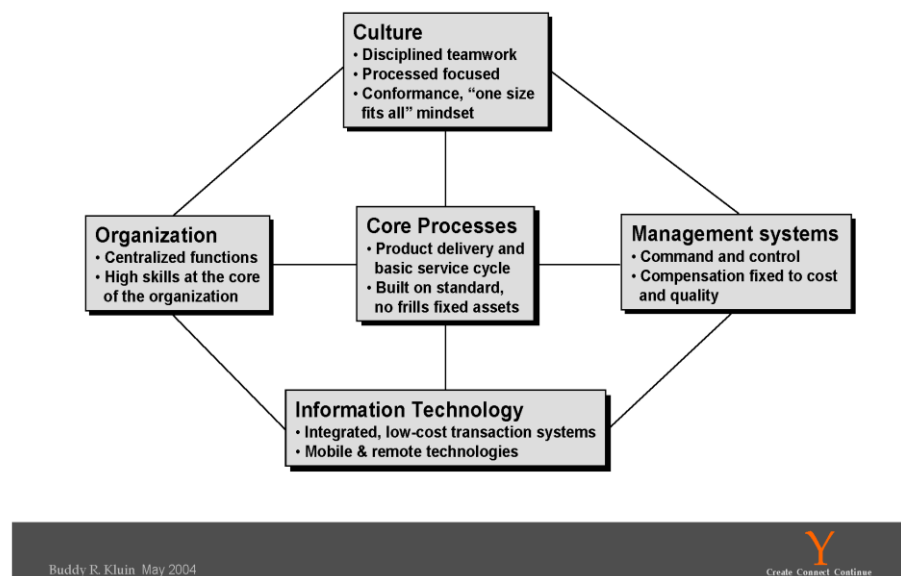 Culture
• Disciplined teamwork
• Processed focused
• Conformance, “one size
fits all” mindset
Organization
• Centralized functions
• High skills at the core
of the organization
Core Processes
• Product delivery and
basic service cycle
• Built on standard,
no frills fixed assets
Management systems
• Command and control
• Compensation fixed to cost
and quality
Information Technology
• Integrated, low-cost transaction systems
• Mobile & remote technologies
Buddy R. Kluin May 2004
Y
Create Connect Continue